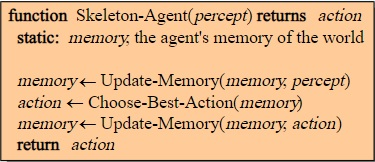 function Skeleton-Agent(percept) returns action
static: memory, the agent's memory of the world
memory ← Update-Memory(memory, percept)
action ← Choose-Best-Action(memory)
memory ← Update-Memory(memory, action)
return action